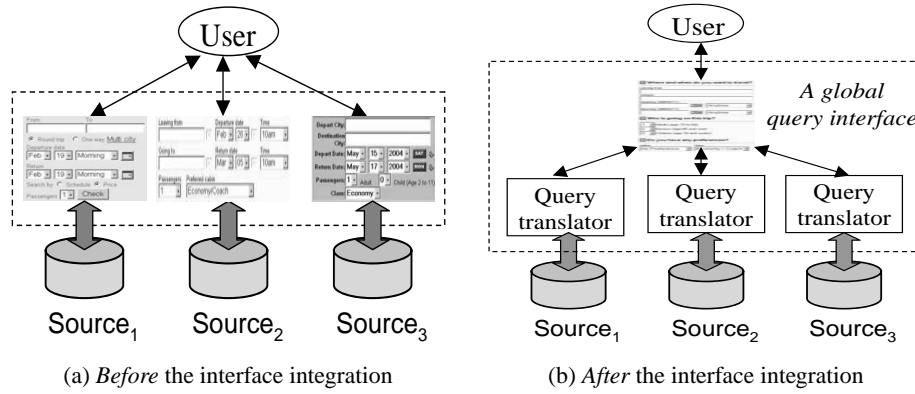 User
From: To:
Round trip One way Multi city
Departure date
Feb 19 Morning
Return
Feb 19 Morning
Search by Schedule Price
Passengers 1 Check
Leaving from Departure date Time
Feb 28 10am
Going to Return date Time
Mar 05 10am
Passengers Preferred cabin
1 Economy/Coach
Depart City:
Destination
City:
Depart Date: May 15 2004
Return Date: May 17 2004
Passengers 1 Adult 0 Child (Age 2 to 11)
Class Economy
Source1
Source2
Source3
(a) Before the interface integration
User
A global
query interface
Query
translator
Query
translator
Query
translator
Source1
Source2
Source3
(b) After the interface integration